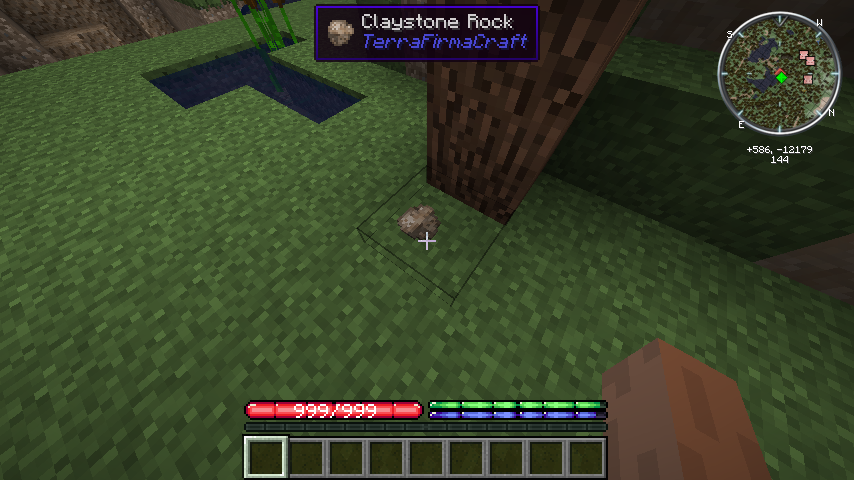 Claystone Rock
TerraFirmaCraft
S
W
E
N
+586, -12179
144
999/999